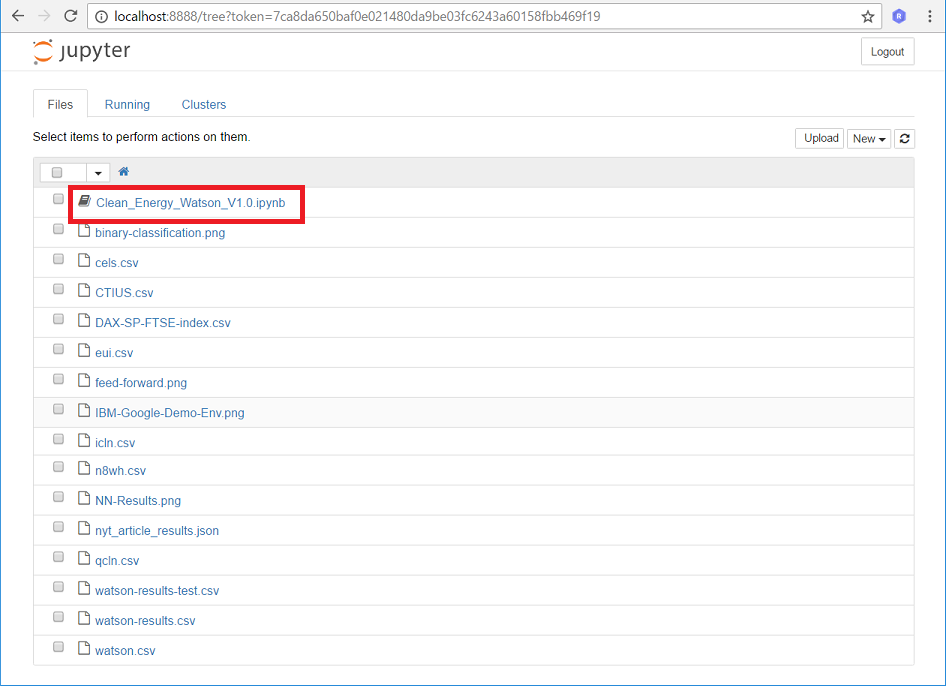 localhost:8888/tree?token=7ca8da650baf0e021480da9be03fc6243a60158fbb469f19
R
jupyter
Logout
Files Running Clusters
Select items to perform actions on them.
Upload New
Clean_Energy_Watson_V1.0.ipynb
binary-classification.png
cels.csv
CTIUS.csv
DAX-SP-FTSE-index.csv
eui.csv
feed-forward.png
IBM-Google-Demo-Env.png
icln.csv
n8wh.csv
NN-Results.png
nyt_article_results.json
qcln.csv
watson-results-test.csv
watson-results.csv
watson.csv